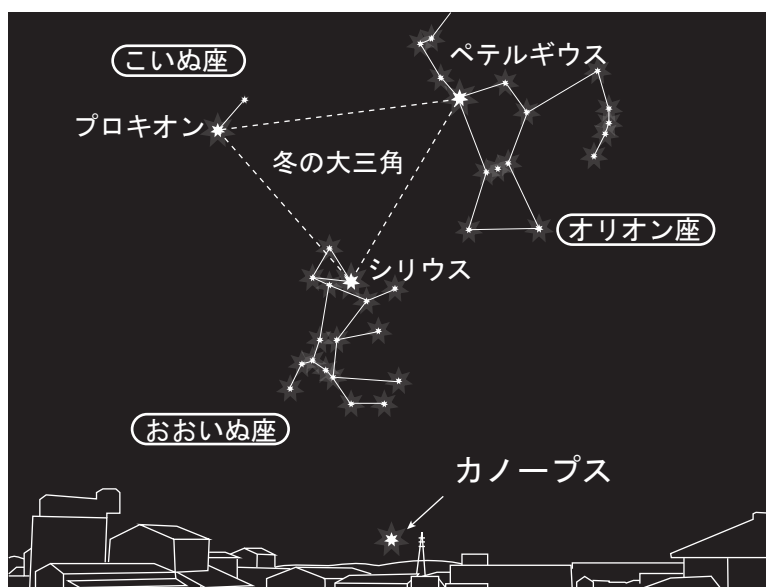 こいぬ座
ペテルギウス
プロキオン
冬の大三角
オリオン座
シリウス
おおいぬ座
カノープス